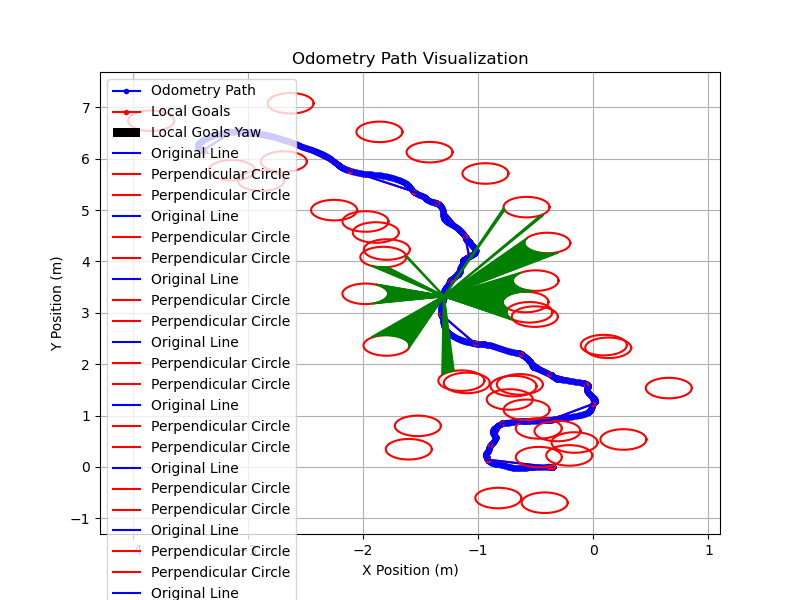 Odometry Path Visualization
Y Position (m)
7
6
5
4
3
2
1
0
−1
Odometry Path
Local Goals
Local Goals Yaw
Original Line
Perpendicular Circle
Perpendicular Circle
Original Line
Perpendicular Circle
Perpendicular Circle
Original Line
Perpendicular Circle
Perpendicular Circle
Original Line
Perpendicular Circle
Perpendicular Circle
Original Line
Perpendicular Circle
Perpendicular Circle
Original Line
Perpendicular Circle
Perpendicular Circle
Original Line
Perpendicular Circle
Perpendicular Circle
Original Line
−4 −3 −2 −1 0 1
X Position (m)